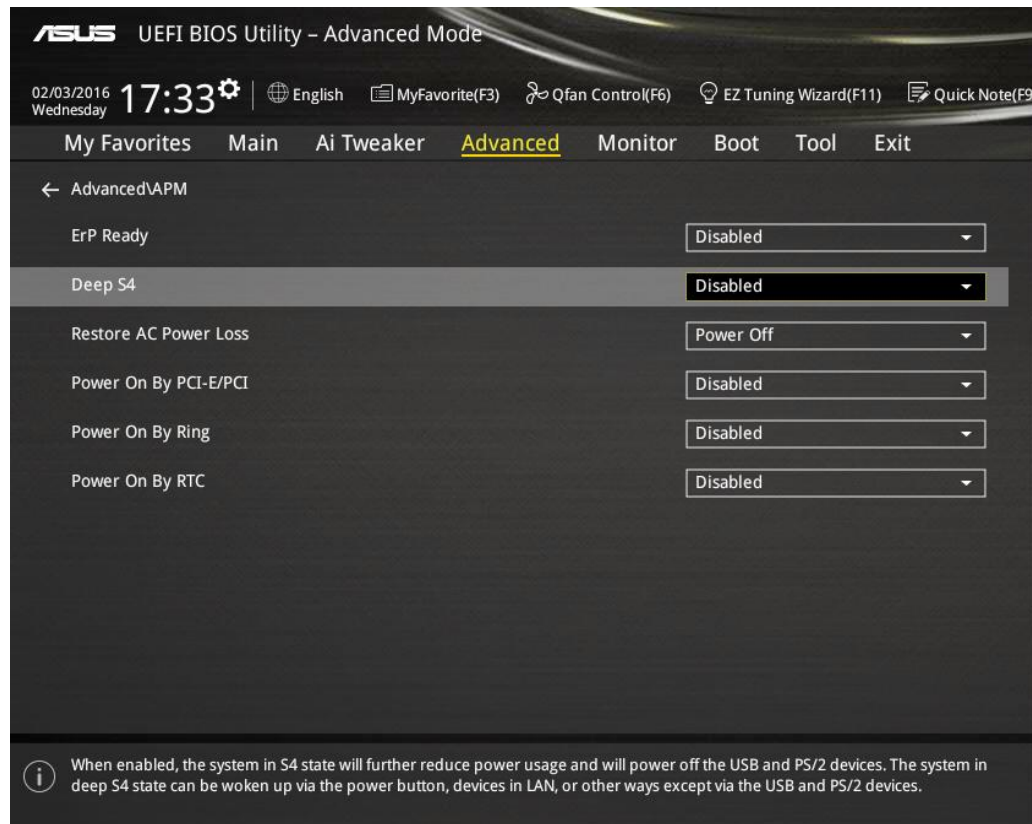 ASUS UEFI BIOS Utility – Advanced Mode
02/03/2016
Wednesday
17:33
English
MyFavorite(F3)
Qfan Control(F6)
EZ Tuning Wizard(F11)
Quick Note(F9
My Favorites Main Ai Tweaker Advanced Monitor Boot Tool Exit
Advanced\APM
ErP Ready Disabled
Deep S4 Disabled
Restore AC Power Loss Power Off
Power On By PCI-E/PCI Disabled
Power On By Ring Disabled
Power On By RTC Disabled
When enabled, the system in S4 state will further reduce power usage and will power off the USB and PS/2 devices. The system in
deep S4 state can be woken up via the power button, devices in LAN, or other ways except via the USB and PS/2 devices.